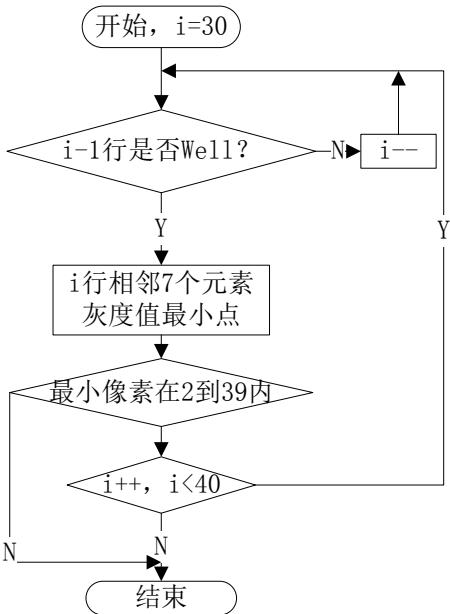 开始，i=30
i-1行是否Well？
N
i--
Y
Y
i行相邻7个元素
灰度值最小点
最小像素在2到39内
i++，i<40
N
N
结束